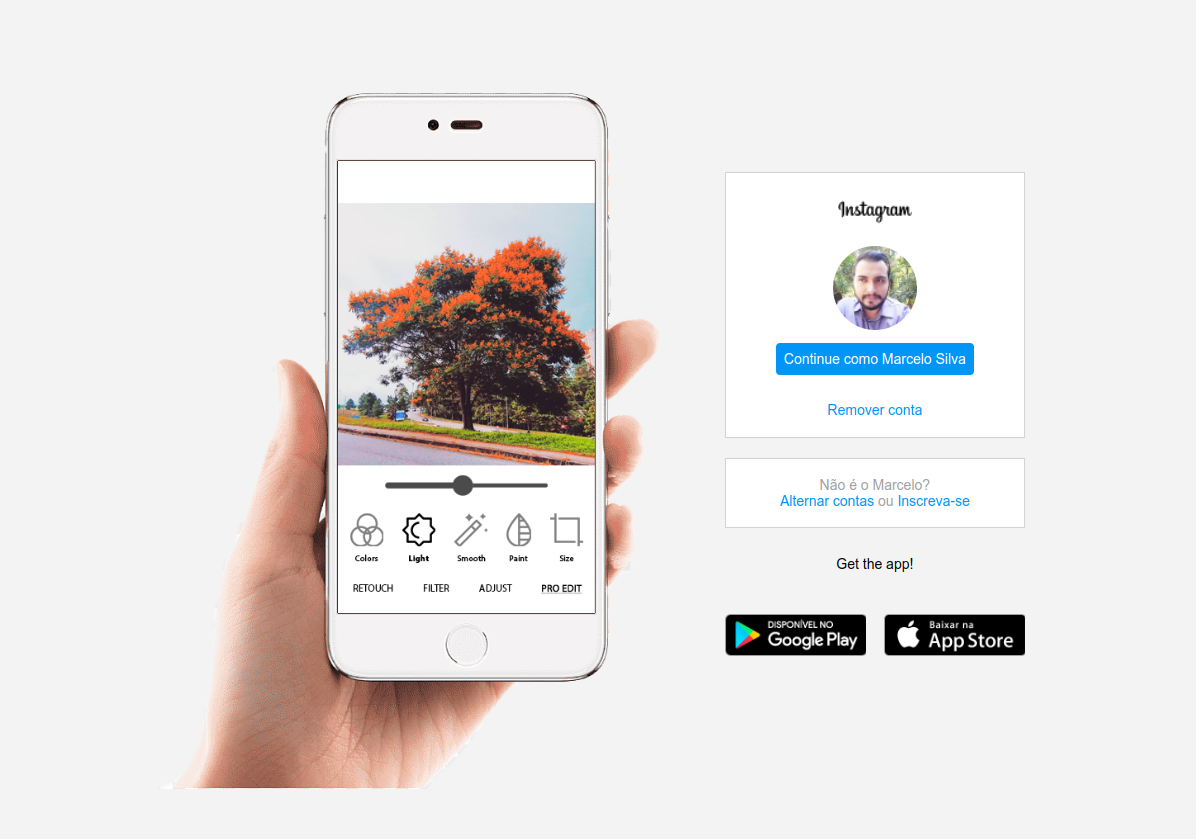 Instagram
Continue como Marcelo Silva
Remover conta
Não é o Marcelo?
Alternar contas ou Inscreva-se
Get the app!
DISPONÍVEL NO
Google Play
Baixar na
App Store
Colors
Light
Smooth
Paint
Size
RETOUCH
FILTER
ADJUST
PRO EDIT